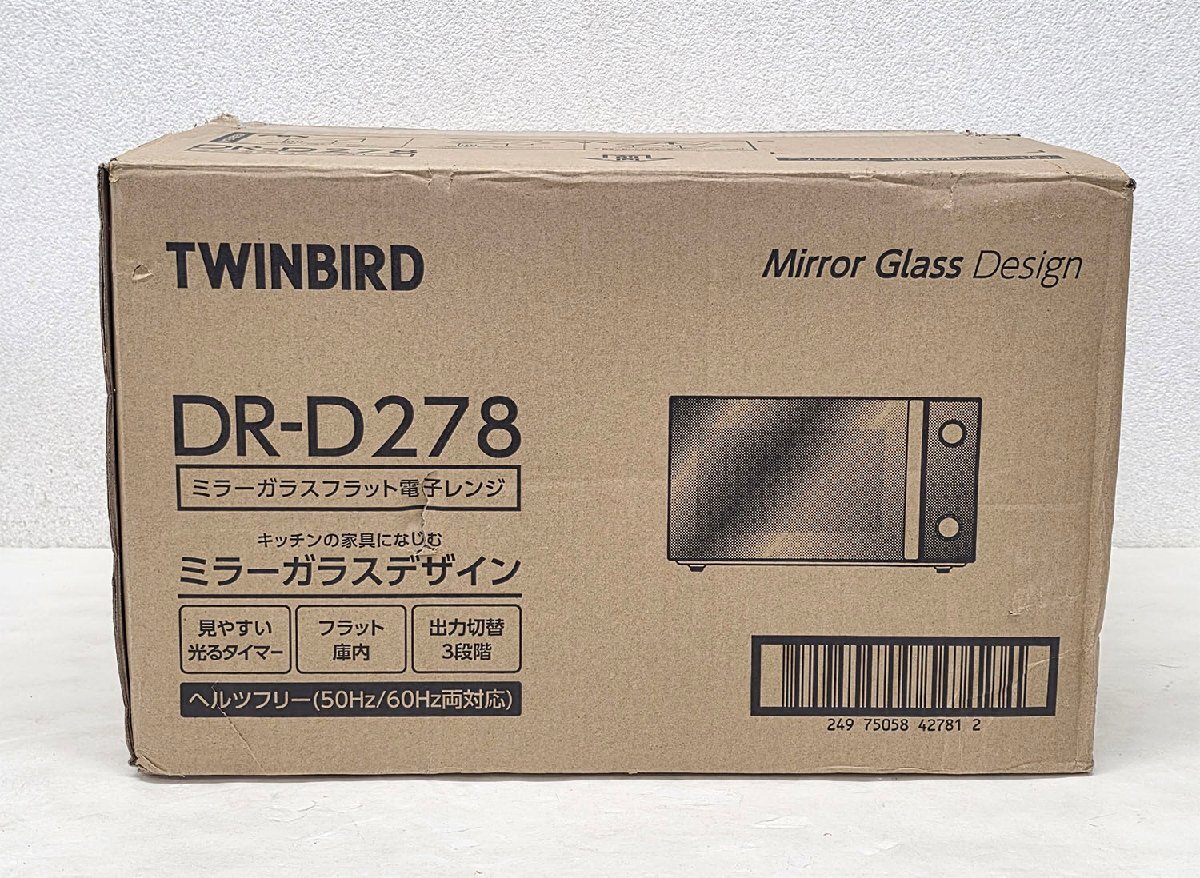 DR-D278
TWINBIRD
Mirror Glass Design
DR-D278
ミラーガラスフラット電子レンジ
キッチンの家具になじむ
ミラーガラスデザイン
見やすい
光るタイマー
フラット
庫内
出力切替
3段階
ヘルツフリー(50Hz/60Hz両対応)
249 75058 42781 2